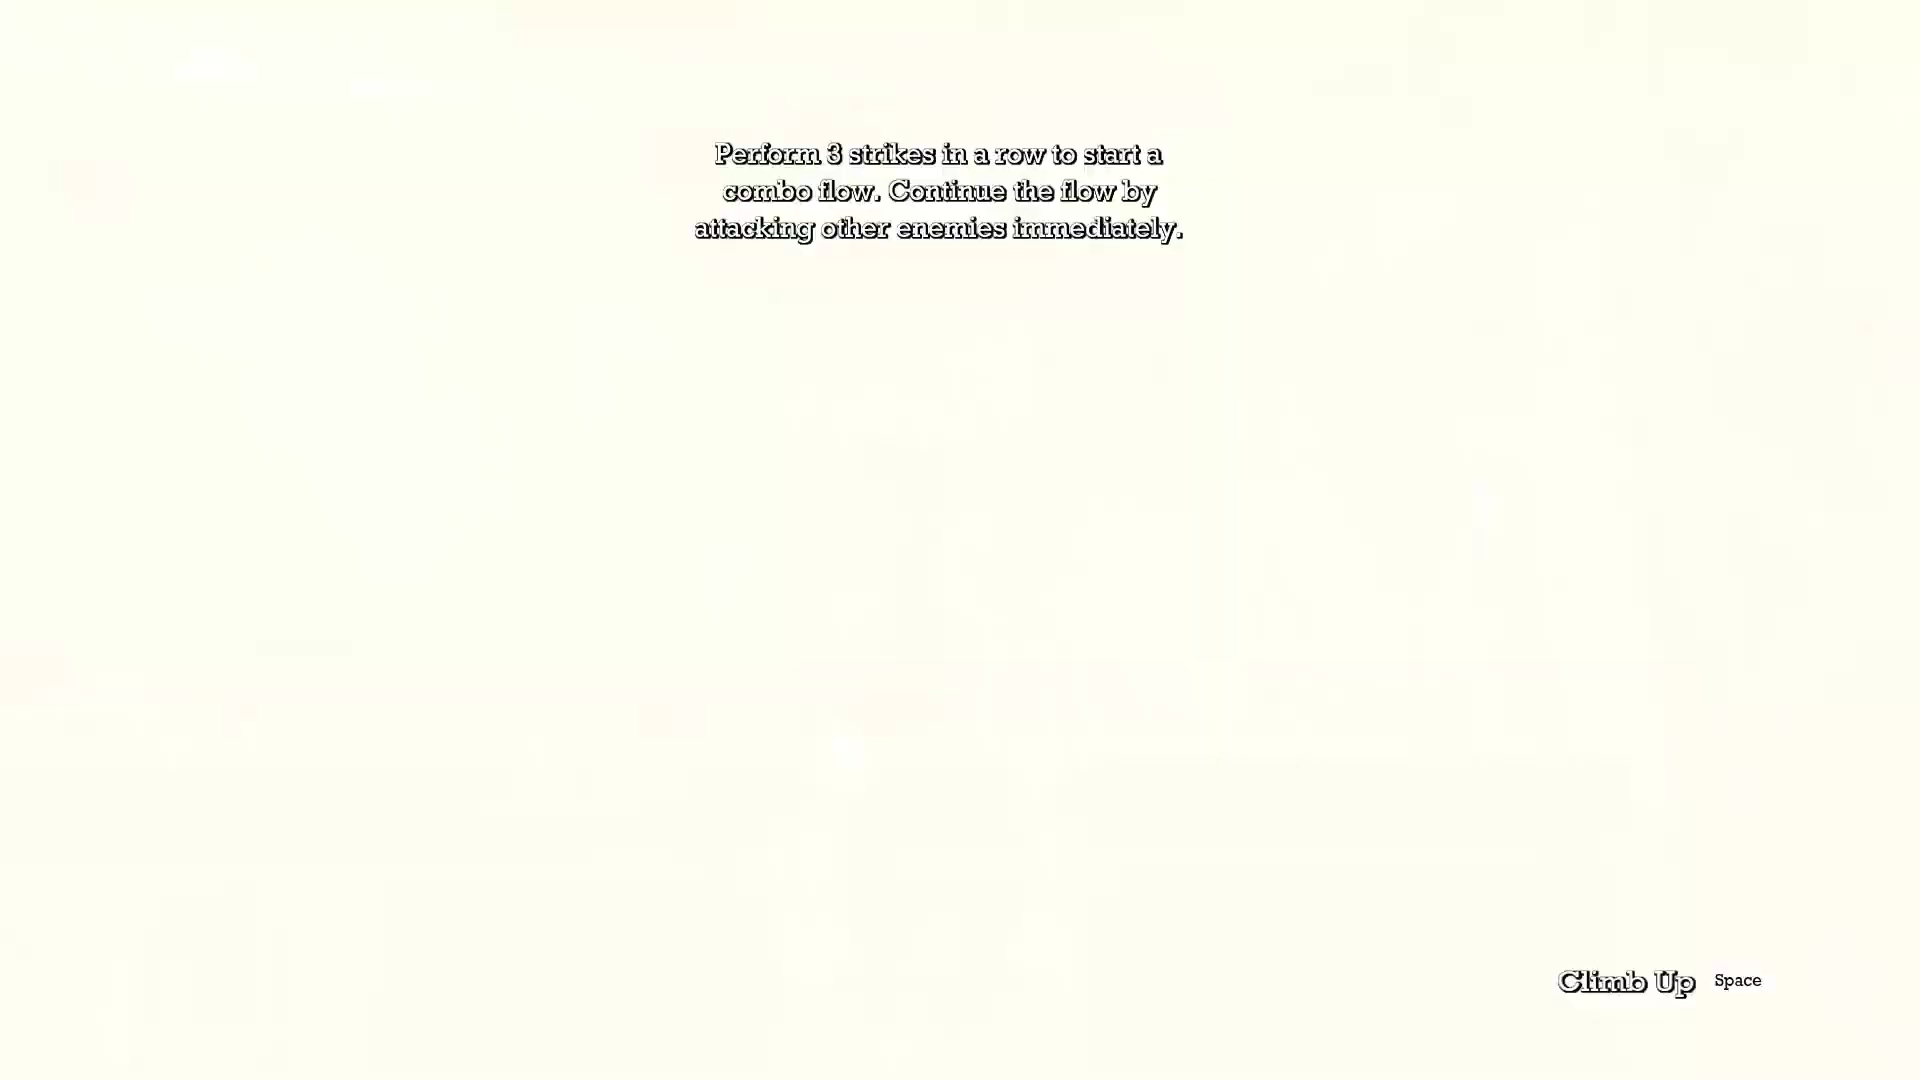 Perform 3 strikes in a row to start a
combo flow. Continue the flow by
attacking other enemies immediately.
Climb Up Space